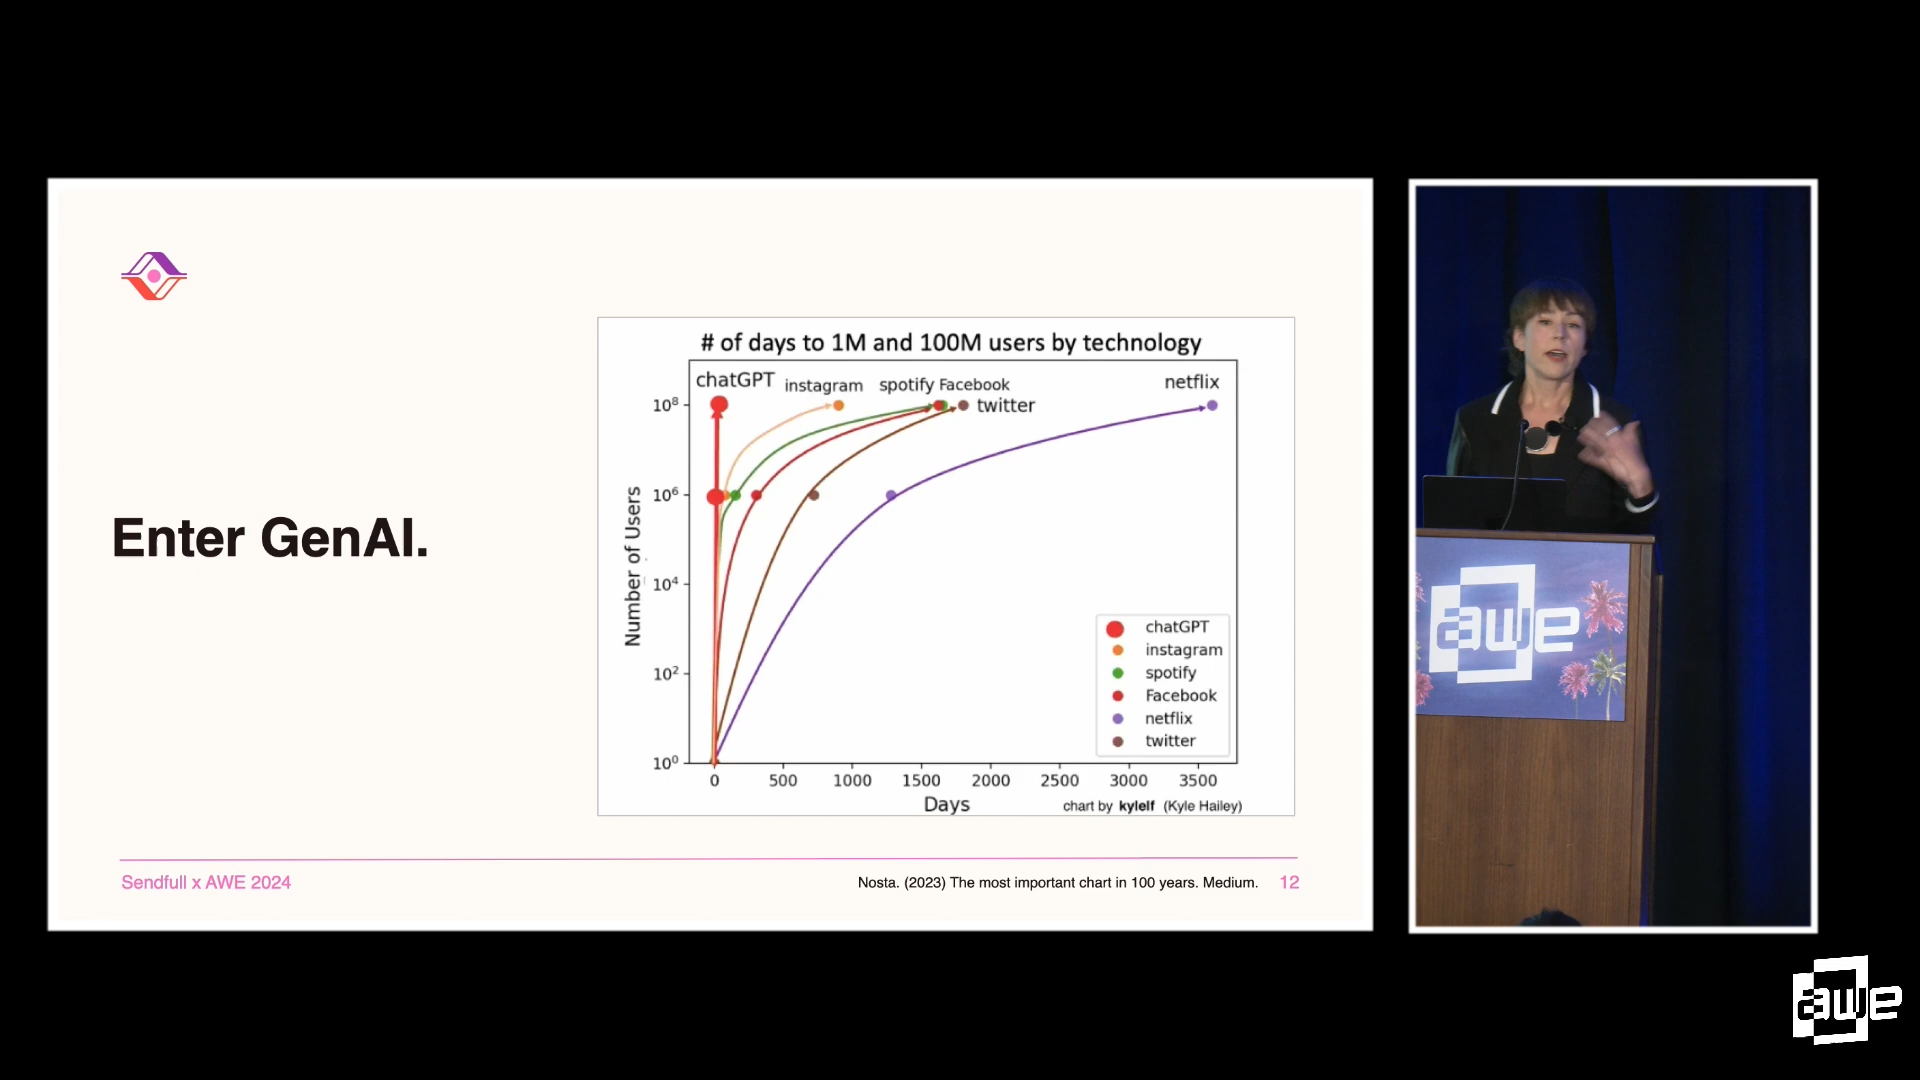 Enter GenAI.
# of days to 1M and 100M users by technology
chatGPT
instagram
spotify
Facebook
netflix
twitter
Number of Users
10⁸
10⁶
10⁴
10²
10⁰
0 500 1000 1500 2000 2500 3000 3500
Days
chatGPT
instagram
spotify
Facebook
netflix
twitter
chart by kylelf (Kyle Hailey)
Sendfull x AWE 2024
Nosta. (2023) The most important chart in 100 years. Medium.
12
awe
awe